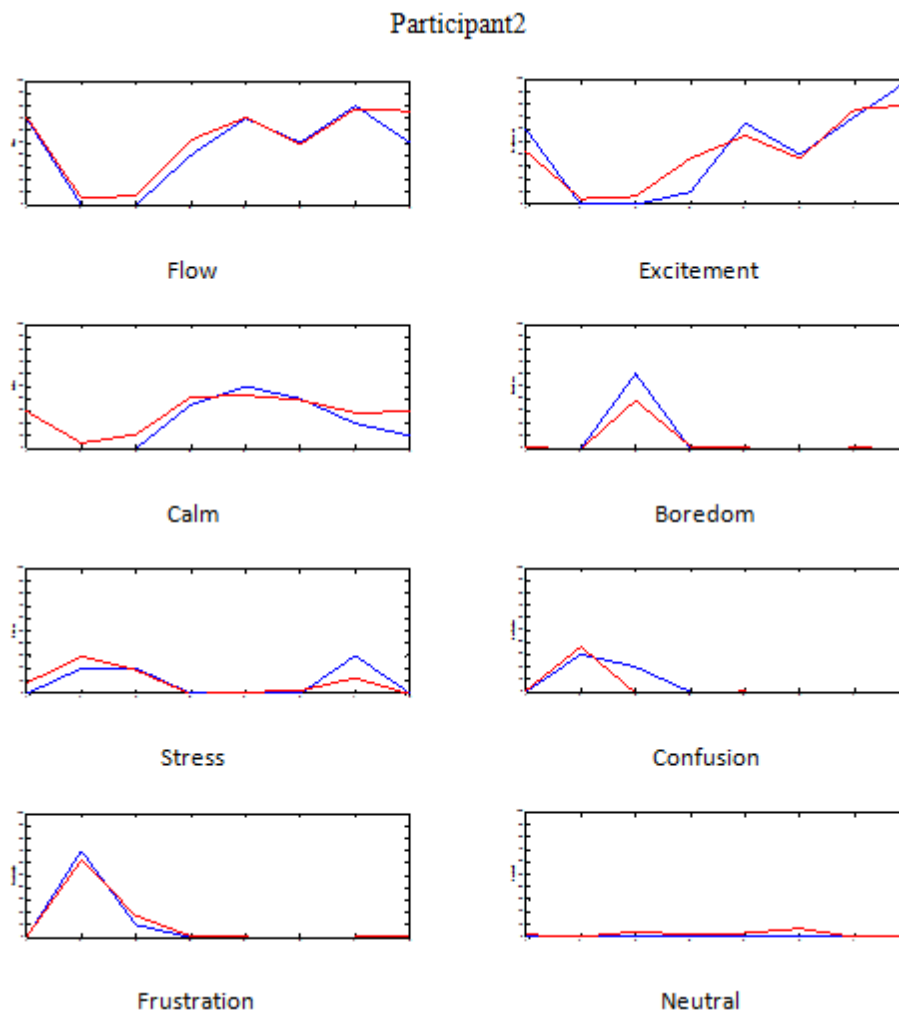 Participant2
Flow
Excitement
Calm
Boredom
Stress
Confusion
Frustration
Neutral